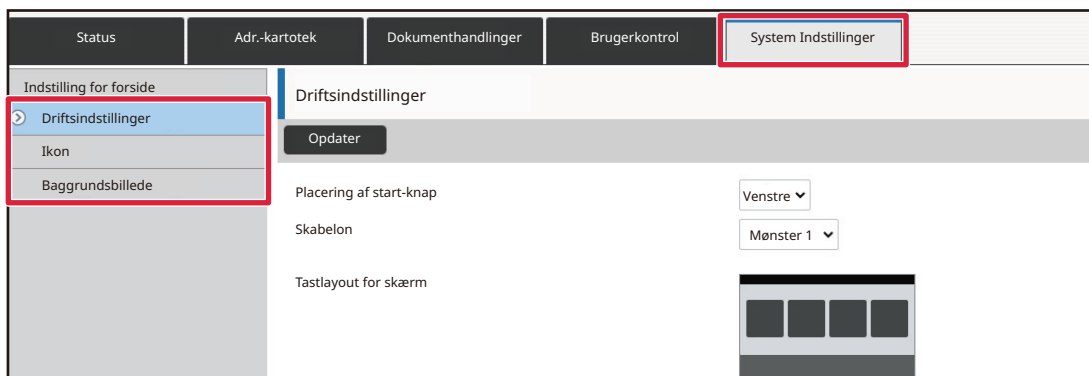 Status
Adr.-kartotek
Dokumenthandlinger
Brugerkontrol
System Indstillinger
Indstilling for forside
Driftsindstillinger
Ikon
Baggrundsbillede
Driftsindstillinger
Opdater
Placering af start-knap
Venstre
Skabelon
Mønster 1
Tastlayout for skærm